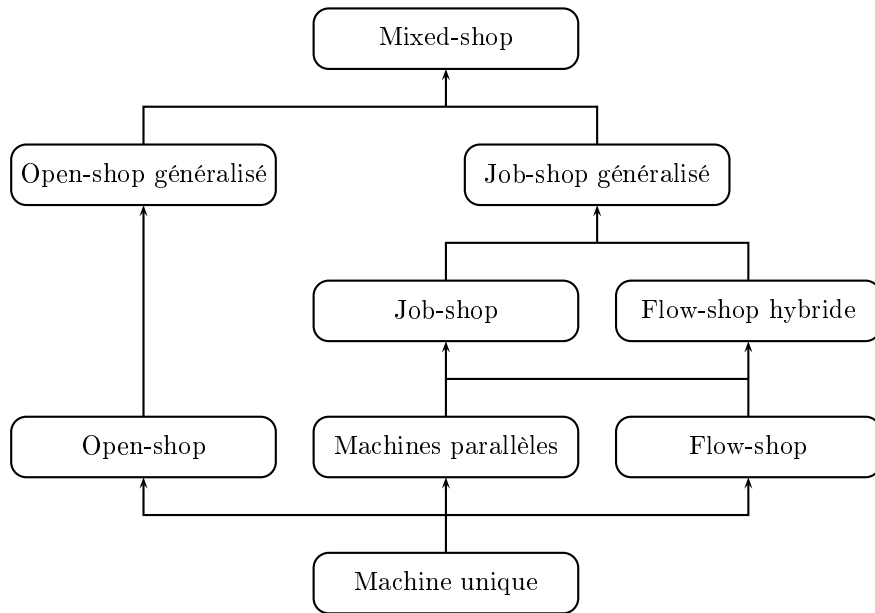 Mixed-shop
Open-shop généralisé
Job-shop généralisé
Job-shop
Flow-shop hybride
Open-shop
Machines parallèles
Flow-shop
Machine unique